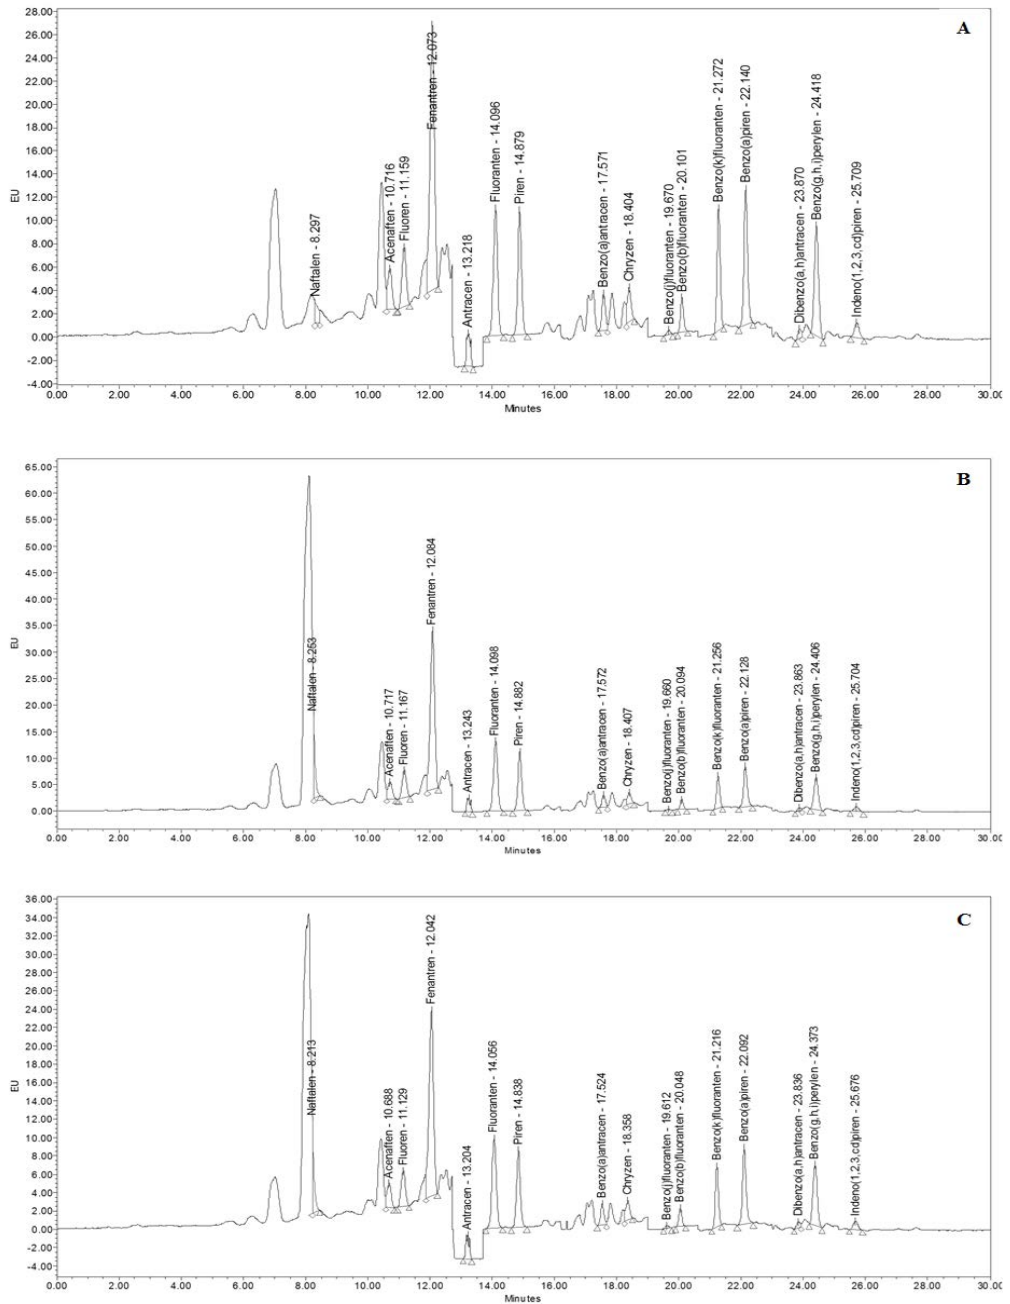 A
28.00
26.00
24.00
22.00
20.00
18.00
16.00
14.00
12.00
10.00
8.00
6.00
4.00
2.00
0.00
-2.00
-4.00
EU
Naftalen - 8.297
Acenaften - 10.716
Fluoren - 11.159
Fenantren - 12.073
Antracen - 13.218
Fluoranten - 14.096
Piren - 14.879
Benzo(a)antracen - 17.571
Chryzen - 18.404
Benzo(j)fluoranten - 19.670
Benzo(b)fluoranten - 20.101
Benzo(k)fluoranten - 21.272
Benzo(a)piren - 22.140
Dibenzo(a,h)antracen - 23.870
Benzo(g,h,i)perylen - 24.418
Indeno(1,2,3,cd)piren - 25.709
0.00 2.00 4.00 6.00 8.00 10.00 12.00 14.00 16.00 18.00 20.00 22.00 24.00 26.00 28.00 30.00
Minutes
B
65.00
60.00
55.00
50.00
45.00
40.00
35.00
30.00
25.00
20.00
15.00
10.00
5.00
0.00
EU
Naftalen - 8.253
Acenaften - 10.717
Fluoren - 11.167
Fenantren - 12.084
Antracen - 13.243
Fluoranten - 14.098
Piren - 14.882
Benzo(a)antracen - 17.572
Chryzen - 18.407
Benzo(j)fluoranten - 19.660
Benzo(b)fluoranten - 20.094
Benzo(k)fluoranten - 21.256
Benzo(a)piren - 22.128
Dibenzo(a,h)antracen - 23.863
Benzo(g,h,i)perylen - 24.406
Indeno(1,2,3,cd)piren - 25.704
0.00 2.00 4.00 6.00 8.00 10.00 12.00 14.00 16.00 18.00 20.00 22.00 24.00 26.00 28.00 30.00
Minutes
C
36.00
34.00
32.00
30.00
28.00
26.00
24.00
22.00
20.00
18.00
16.00
14.00
12.00
10.00
8.00
6.00
4.00
2.00
0.00
-2.00
-4.00
EU
Naftalen - 8.213
Acenaften - 10.688
Fluoren - 11.129
Fenantren - 12.042
Antracen - 13.204
Fluoranten - 14.056
Piren - 14.838
Benzo(a)antracen - 17.524
Chryzen - 18.358
Benzo(j)fluoranten - 19.612
Benzo(b)fluoranten - 20.048
Benzo(k)fluoranten - 21.216
Benzo(a)piren - 22.092
Dibenzo(a,h)antracen - 23.836
Benzo(g,h,i)perylen - 24.373
Indeno(1,2,3,cd)piren - 25.676
0.00 2.00 4.00 6.00 8.00 10.00 12.00 14.00 16.00 18.00 20.00 22.00 24.00 26.00 28.00 30.00
Minutes